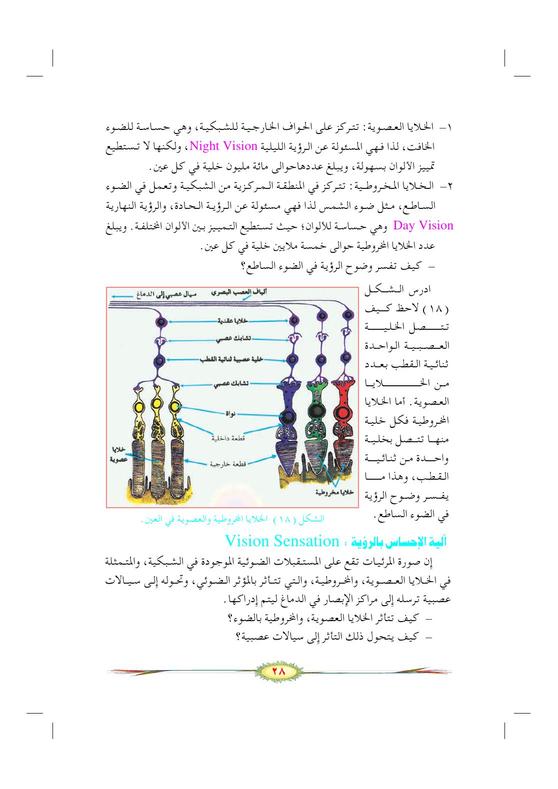 ١– الخلايا العصوية: تتركز على الحواف الخارجية للشبكية، وهي حساسة للضوء
الخافت، لذا فهي المسئولة عن الرؤية الليلية Night Vision، ولكنها لا تستطيع
تمييز الألوان بسهولة، ويبلغ عددها حوالى مائة مليون خلية في كل عين.
٢– الخلايا المخروطية: تتركز في المنطقة المركزية من الشبكية وتعمل في الضوء
الساطع، مثل ضوء الشمس لذا فهي مسئولة عن الرؤية الحادة، والرؤية النهارية
Day Vision وهي حساسة للألوان؛ حيث تستطيع التمييز بين الألوان المختلفة. ويبلغ
عدد الخلايا المخروطية حوالى خمسة ملايين خلية في كل عين.
– كيف تفسر وضوح الرؤية في الضوء الساطع؟
ادرس الشكل
(١٨) لاحظ كيف
تتصل الخلية
العصبية الواحدة
ثنائية القطب بعدد
من الخلايا
العصوية. أما الخلايا
المخروطية فكل خلية
منها تتصل بخلية
واحدة من ثنائية
القطب، وهذا ما
يفسر وضوح الرؤية
في الضوء الساطع.
ألياف العصب البصري
سيال عصبي إلى الدماغ
خلايا عقدية
تشابك عصبي
خلية عصبية ثنائية القطب
تشابك عصبي
نواة
قطعة داخلية
قطعة خارجية
خلايا عصوية
خلايا مخروطية
الشكل (١٨) الخلايا المخروطية والعصوية في العين.
آلية الإحساس بالرؤية : Vision Sensation
إن صورة المرئيات تقع على المستقبلات الضوئية الموجودة في الشبكية، والمتمثلة
في الخلايا العصوية، والمخروطية، والتي تتأثر بالمؤثر الضوئي، وتحوله إلى سيالات
عصبية ترسله إلى مراكز الإبصار في الدماغ ليتم إدراكها.
– كيف تتأثر الخلايا العصوية، والمخروطية بالضوء؟
– كيف يتحول ذلك التأثر إلى سيالات عصبية؟
٢٨